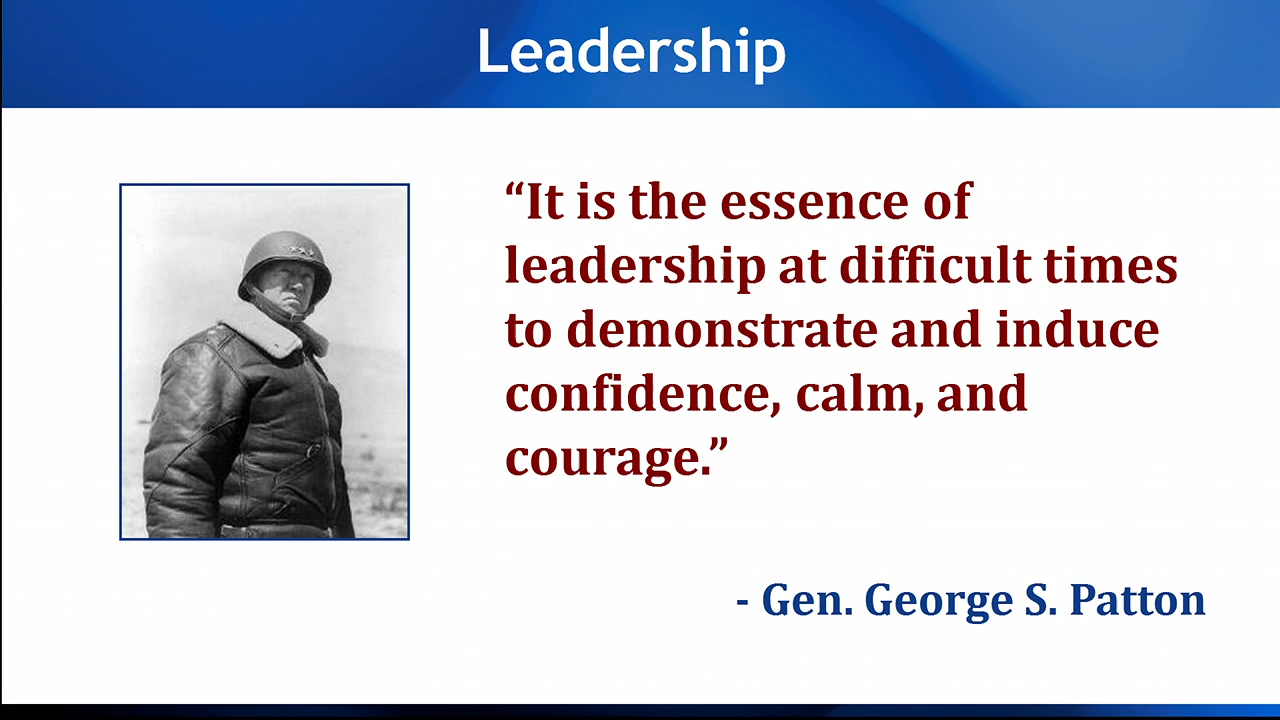 Leadership
“It is the essence of
leadership at difficult times
to demonstrate and induce
confidence, calm, and
courage.”
- Gen. George S. Patton